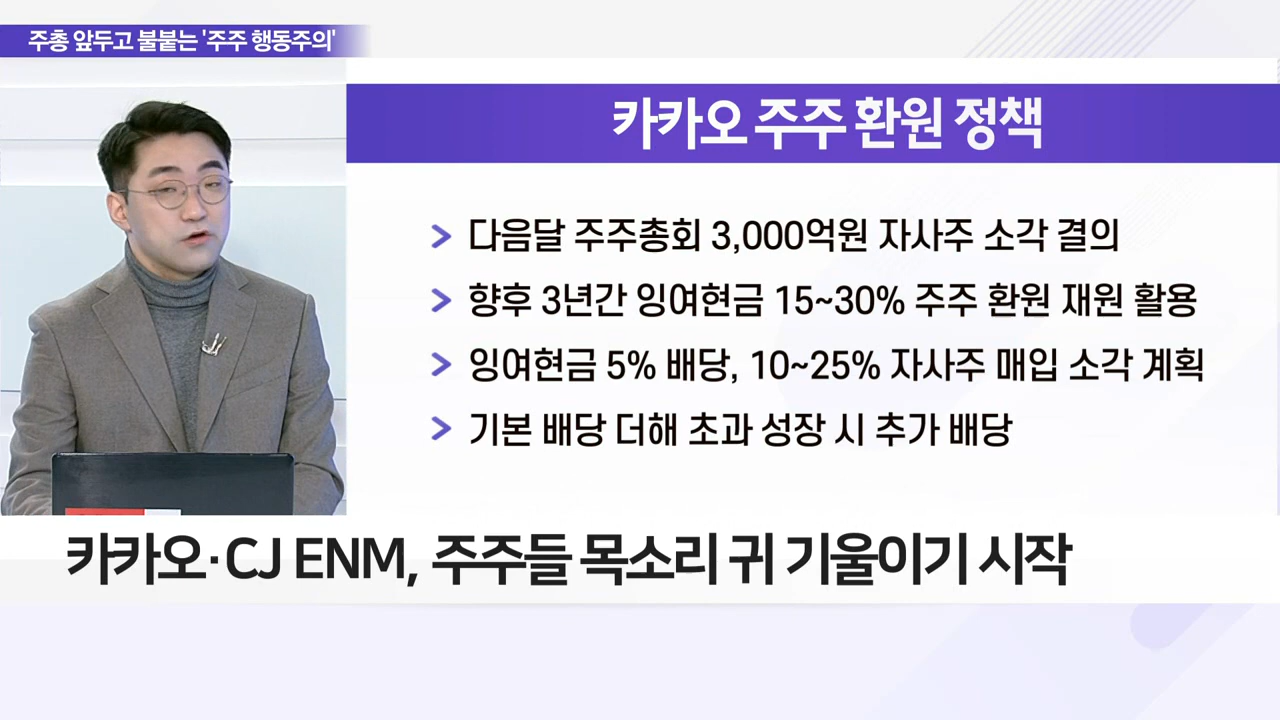 주총 앞두고 불붙는 '주주 행동주의'
카카오 주주 환원 정책
> 다음달 주주총회 3,000억원 자사주 소각 결의
> 향후 3년간 잉여현금 15~30% 주주 환원 재원 활용
> 잉여현금 5% 배당, 10~25% 자사주 매입 소각 계획
> 기본 배당 더해 초과 성장 시 추가 배당
카카오·CJ ENM, 주주들 목소리 귀 기울이기 시작